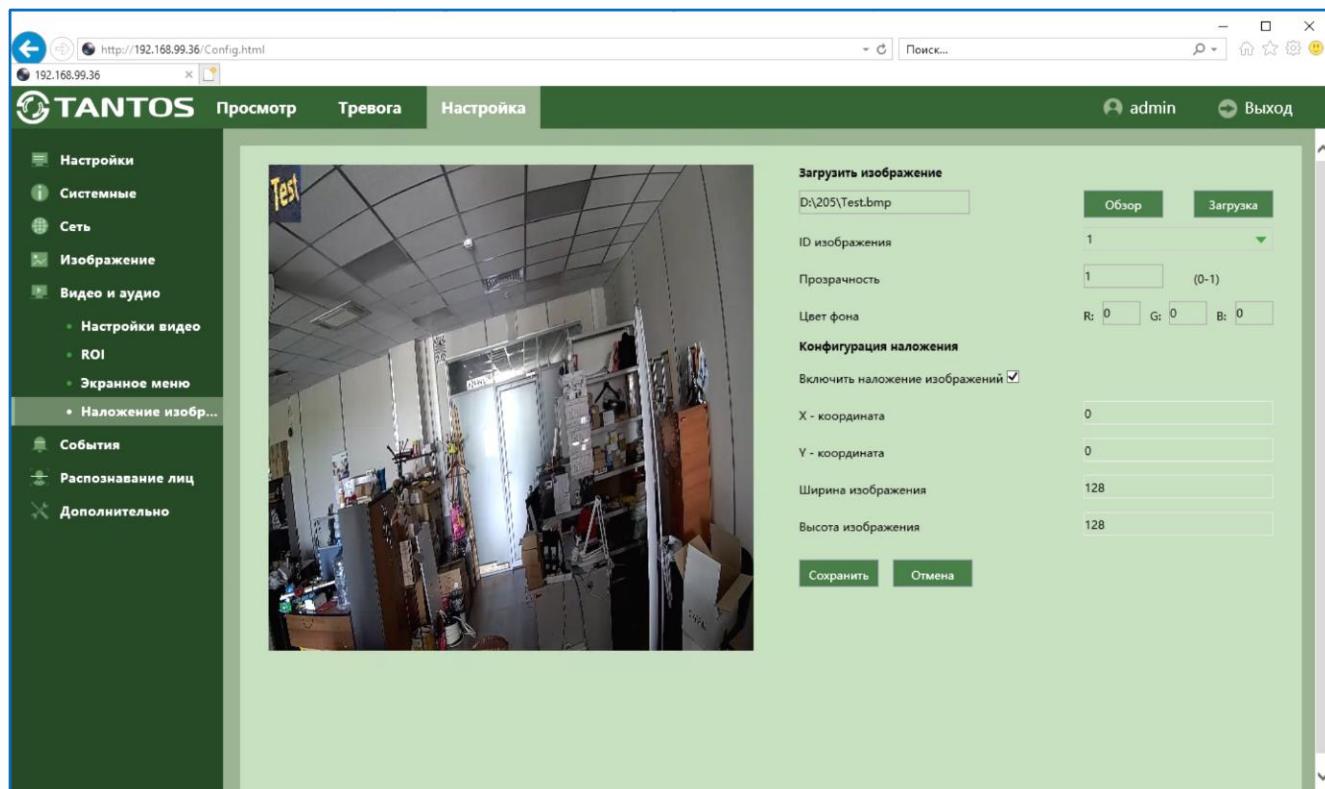 http://192.168.99.36/Config.html
Поиск...
192.168.99.36
TANTOS Просмотр Тревога Настройка admin Выход
Настройки
Системные
Сеть
Изображение
Видео и аудио
Настройки видео
ROI
Экранное меню
Наложение изобр...
События
Распознавание лиц
Дополнительно
Test
Загрузить изображение
D:\205\Test.bmp Обзор Загрузка
ID изображения 1
Прозрачность 1 (0-1)
Цвет фона R: 0 G: 0 B: 0
Конфигурация наложения
Включить наложение изображений
X - координата 0
Y - координата 0
Ширина изображения 128
Высота изображения 128
Сохранить Отмена